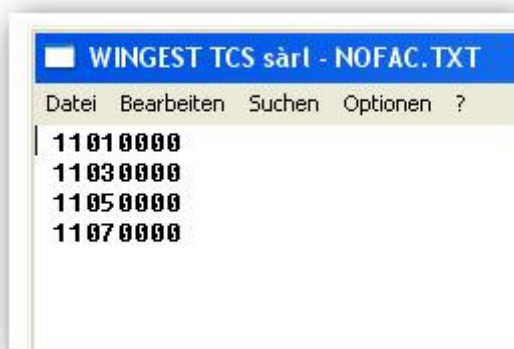 WINGEST TCS sàrl - NOFAC.TXT
Datei Bearbeiten Suchen Optionen ?
11010000
11030000
11050000
11070000